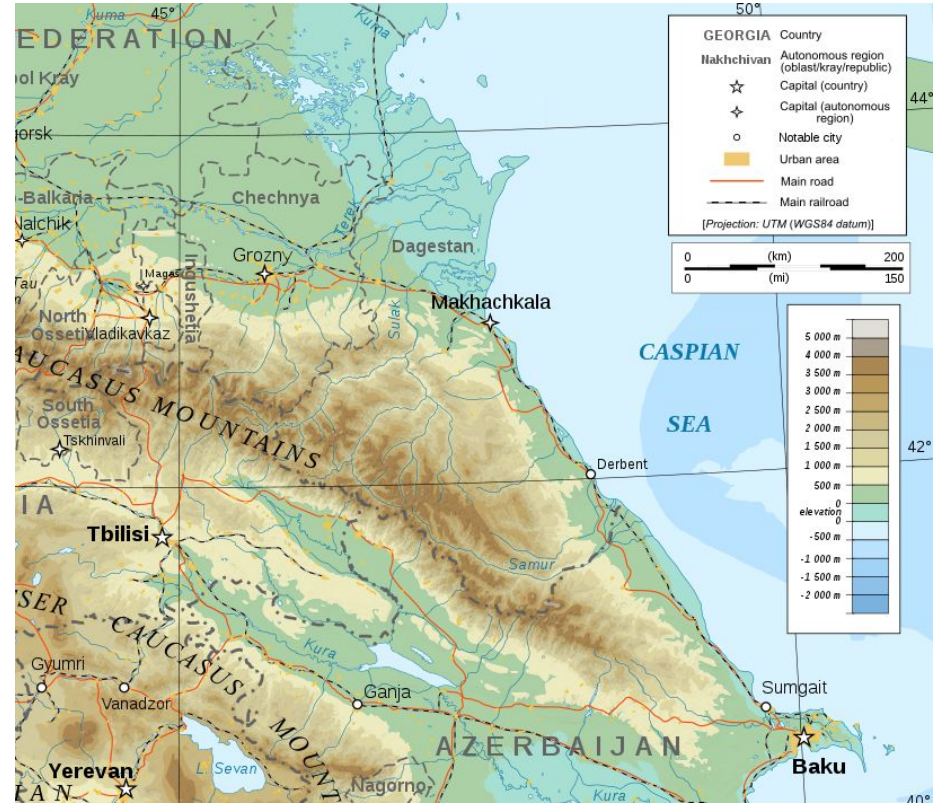 45°
50°
Kuma
Kuma
EDERATION
ool Kray
44°
gorsk
-Balkaria
Chechnya
Nalchik
Terek
Dagestan
Grozny
Magas
Ingushetia
Tau
Sulak
Makhachkala
North
Ossetia
Vladikavkaz
AUCASUS MOUNTAINS
CASPIAN
SEA
South
Ossetia
Tskhinvali
Derbent
42°
IA
Tbilisi
Samur
SER
CAUCASUS
MOUNT
Kura
Gyumri
Vanadzor
Ganja
Sumgait
AZERBAIJAN
Baku
L. Sevan
Yerevan
IAN
Nagorno
Kura
40°
GEORGIA Country
Nakhchivan Autonomous region
(oblast/kray/republic)
Capital (country)
Capital (autonomous
region)
Notable city
Urban area
Main road
Main railroad
[Projection: UTM (WGS84 datum)]
0 (km) 200
0 (mi) 150
5 000 m
4 000 m
3 500 m
3 000 m
2 500 m
2 000 m
1 500 m
1 000 m
500 m
0
elevation
0
-500 m
-1 000 m
-1 500 m
-2 000 m